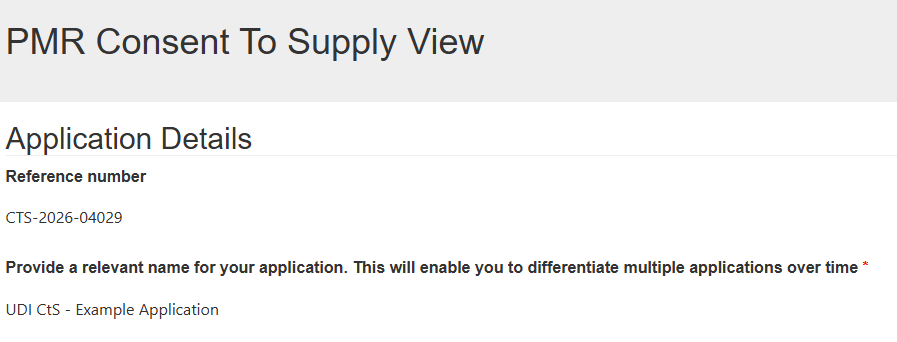 PMR Consent To Supply View
Application Details
Reference number
CTS-2026-04029
Provide a relevant name for your application. This will enable you to differentiate multiple applications over time *
UDI CtS - Example Application